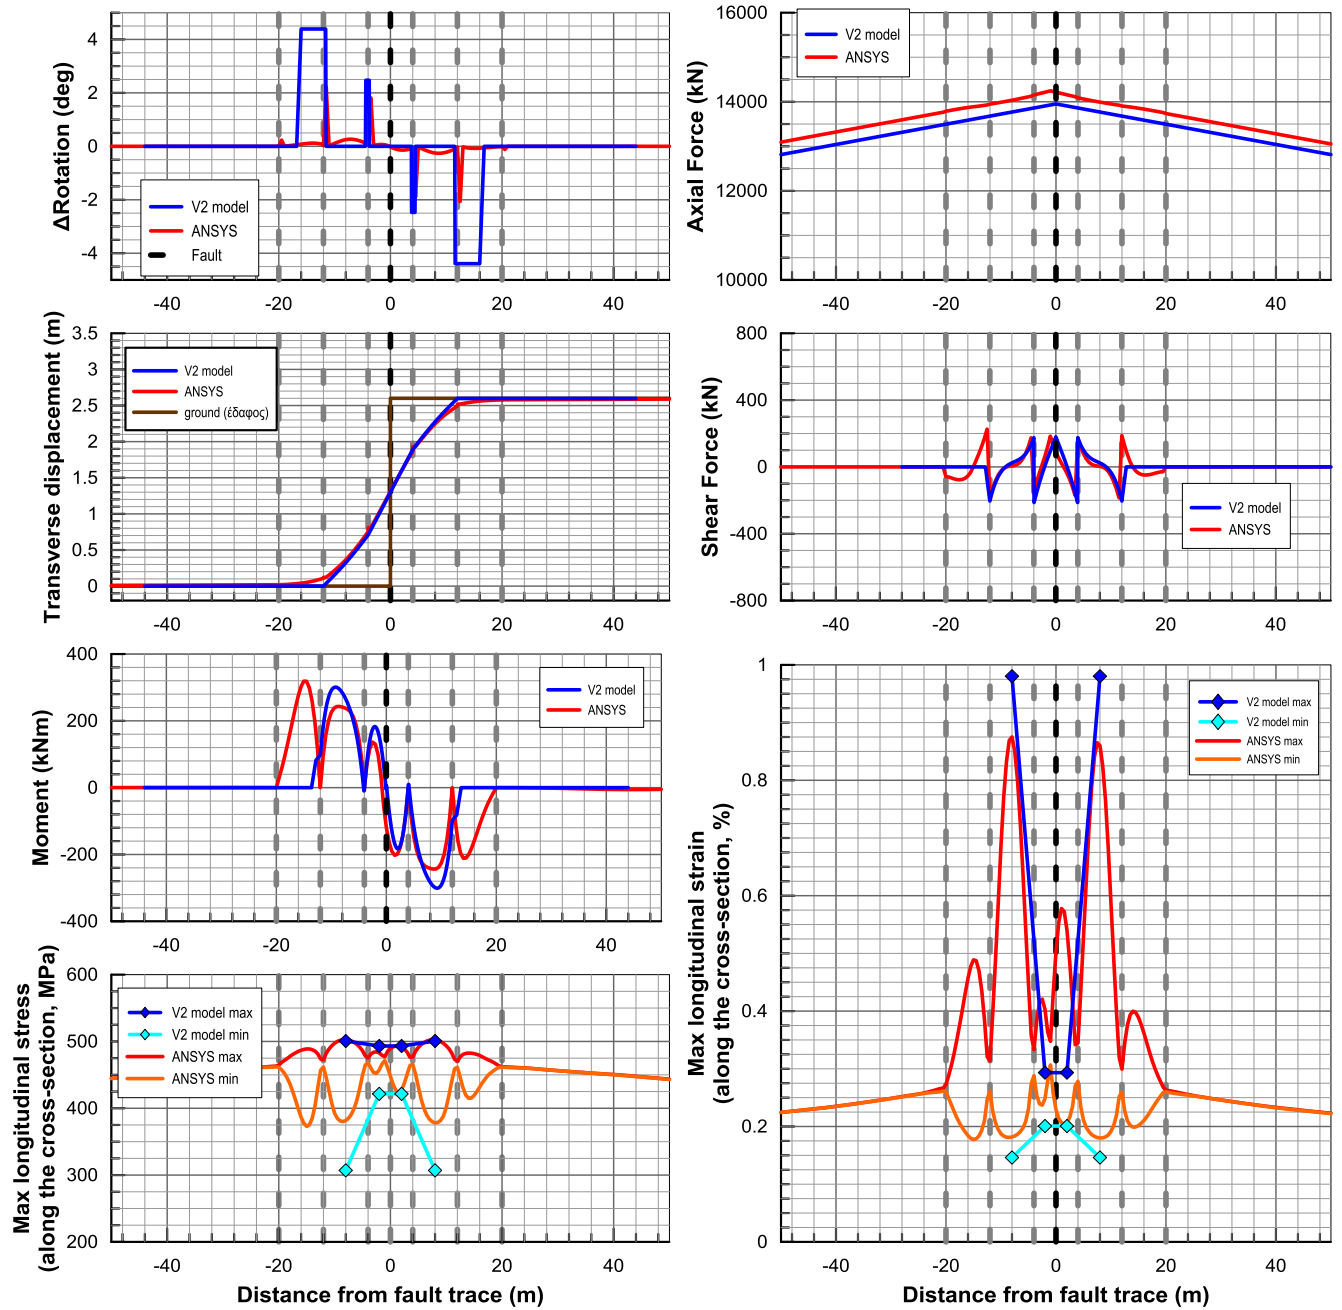 ΔRotation (deg)
4
2
0
-2
-4
V2 model
ANSYS
Fault
-40
-20
0
20
40
Axial Force (kN)
16000
14000
12000
10000
V2 model
ANSYS
-40
-20
0
20
40
Transverse displacement (m)
3.5
3
2.5
2
1.5
1
0.5
0
V2 model
ANSYS
ground (έδαφος)
-40
-20
0
20
40
Shear Force (kN)
800
400
0
-400
-800
V2 model
ANSYS
-40
-20
0
20
40
Moment (kNm)
400
200
0
-200
-400
V2 model
ANSYS
-40
-20
0
20
40
Max longitudinal stress
(along the cross-section, MPa)
600
500
400
300
200
V2 model max
V2 model min
ANSYS max
ANSYS min
-40
-20
0
20
40
Distance from fault trace (m)
Max longitudinal strain
(along the cross-section, %)
1
0.8
0.6
0.4
0.2
0
V2 model max
V2 model min
ANSYS max
ANSYS min
-40
-20
0
20
40
Distance from fault trace (m)